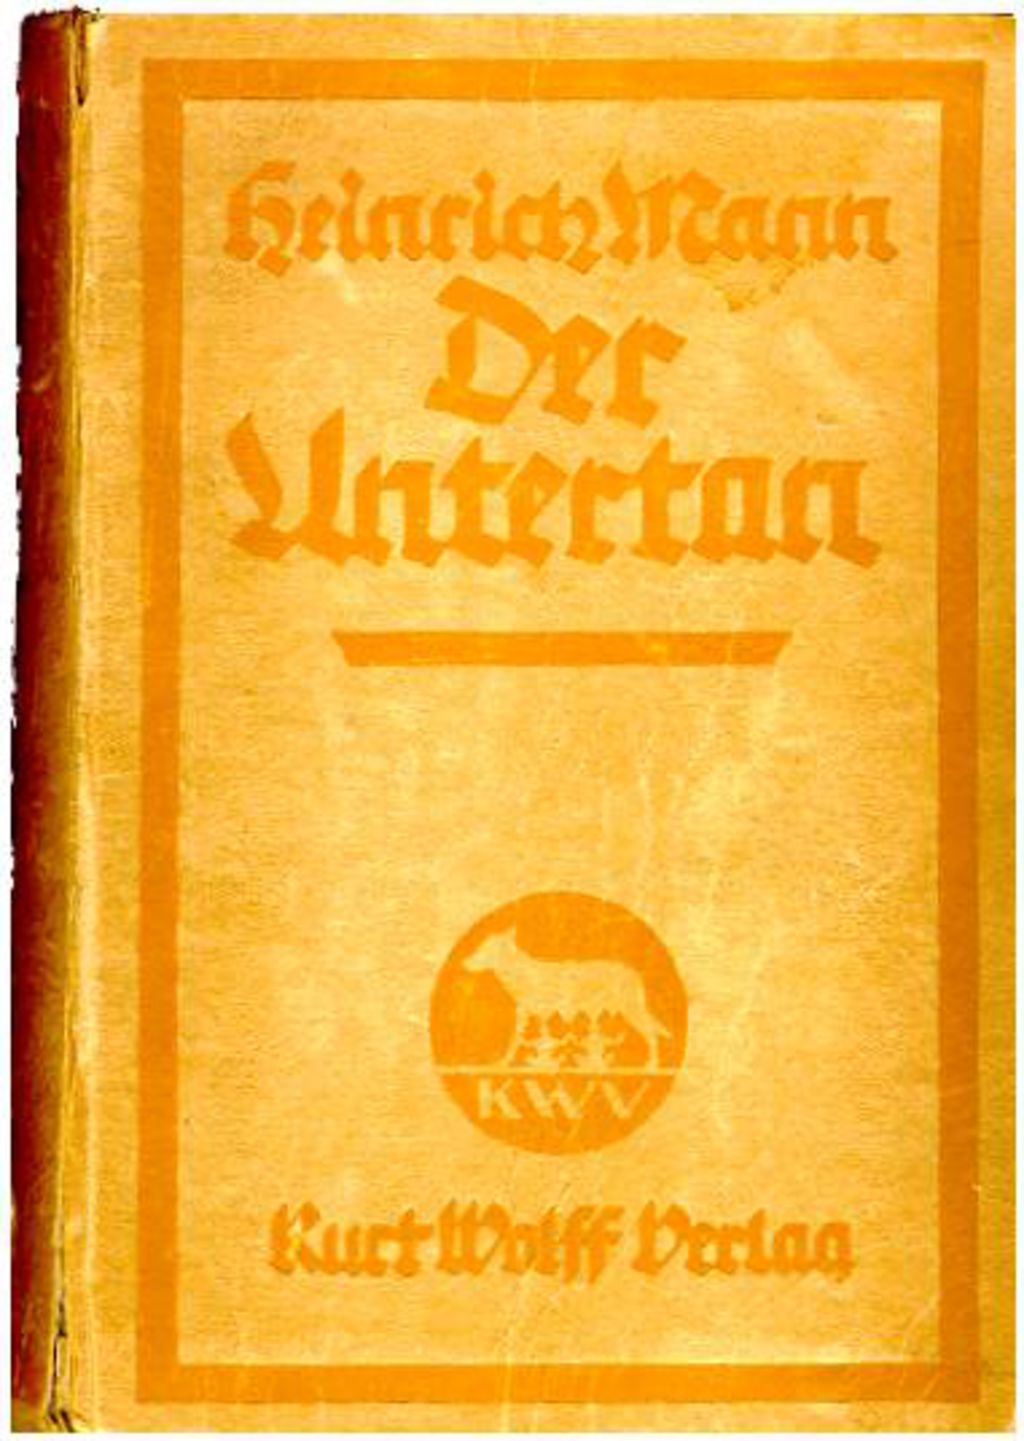 Heinrich Mann
Der
Untertan
KWV
Kurt Wolff Verlag